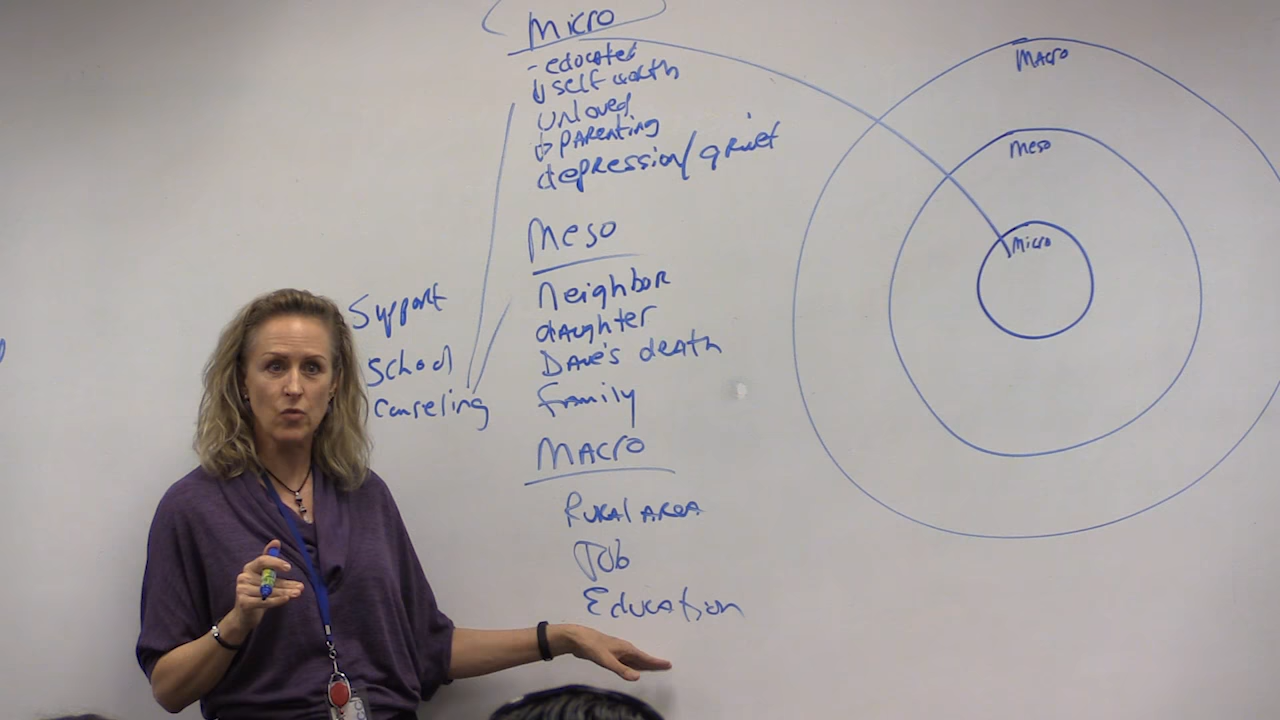 Micro
- educated
↓ self worth
unloved
↓ parenting
depression/grief
Meso
Neighbor
daughter
Dave's death
family
Macro
Rural area
Job
Education
Support
School
Canseling
Macro
Meso
Micro